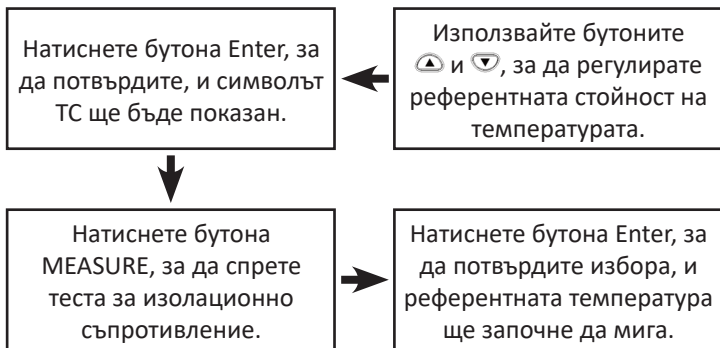 Натиснете бутона Enter, за
да потвърдите, и символът
TC ще бъде показан.
Използвайте бутоните
▲ и ▼, за да регулирате
референтната стойност на
температурата.
Натиснете бутона
MEASURE, за да спрете
теста за изолационно
съпротивление.
Натиснете бутона Enter, за
да потвърдите избора, и
референтната температура
ще започне да мига.